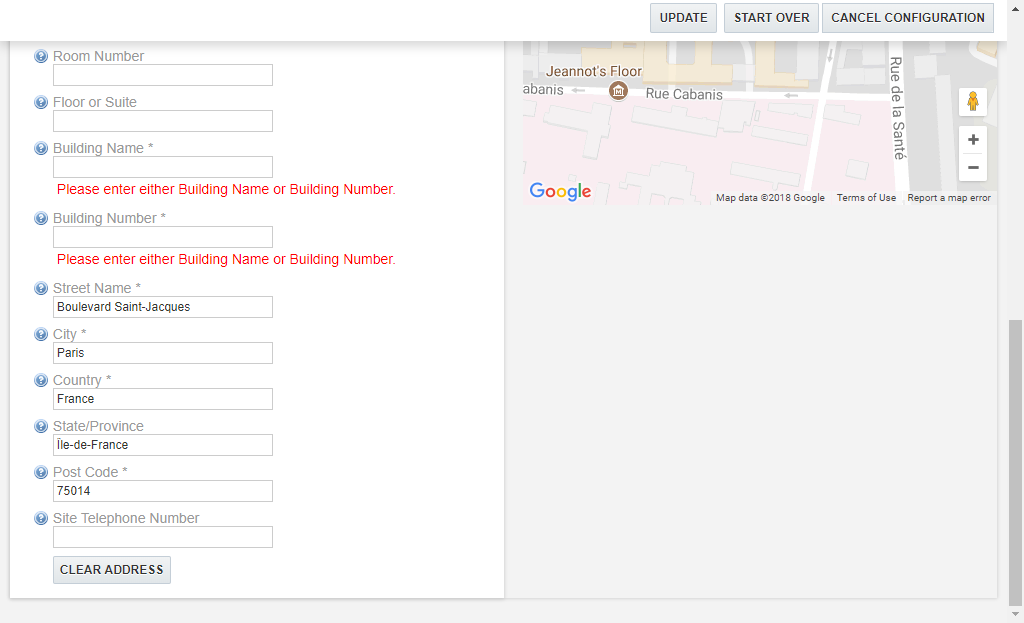 UPDATE START OVER CANCEL CONFIGURATION
Room Number
Floor or Suite
Building Name *
Please enter either Building Name or Building Number.
Building Number *
Please enter either Building Name or Building Number.
Street Name *
Boulevard Saint-Jacques
City *
Paris
Country *
France
State/Province
Île-de-France
Post Code *
75014
Site Telephone Number
CLEAR ADDRESS
Jeannot's Floor
abanis
Rue Cabanis
Rue de la Santé
+
−
Google
Map data ©2018 Google Terms of Use Report a map error